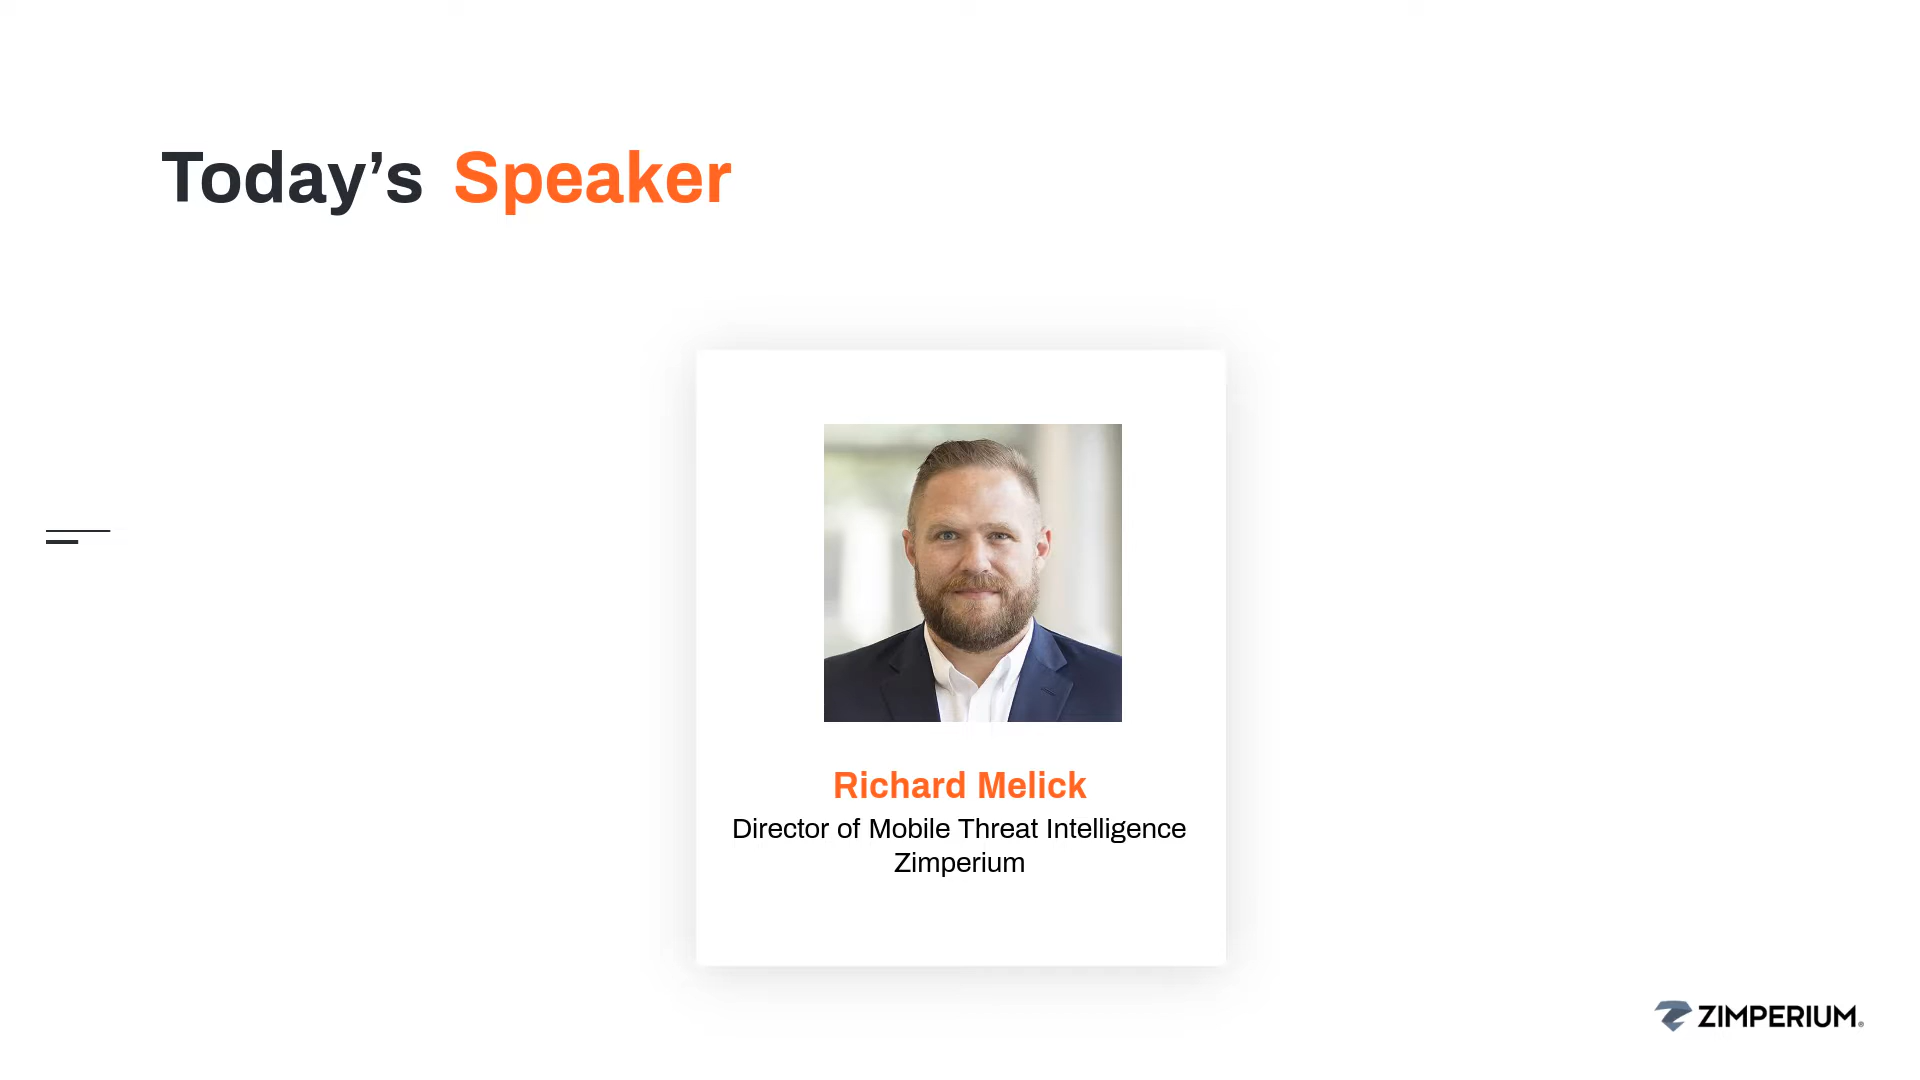 Today’s Speaker
Richard Melick
Director of Mobile Threat Intelligence
Zimperium
ZIMPERIUM®